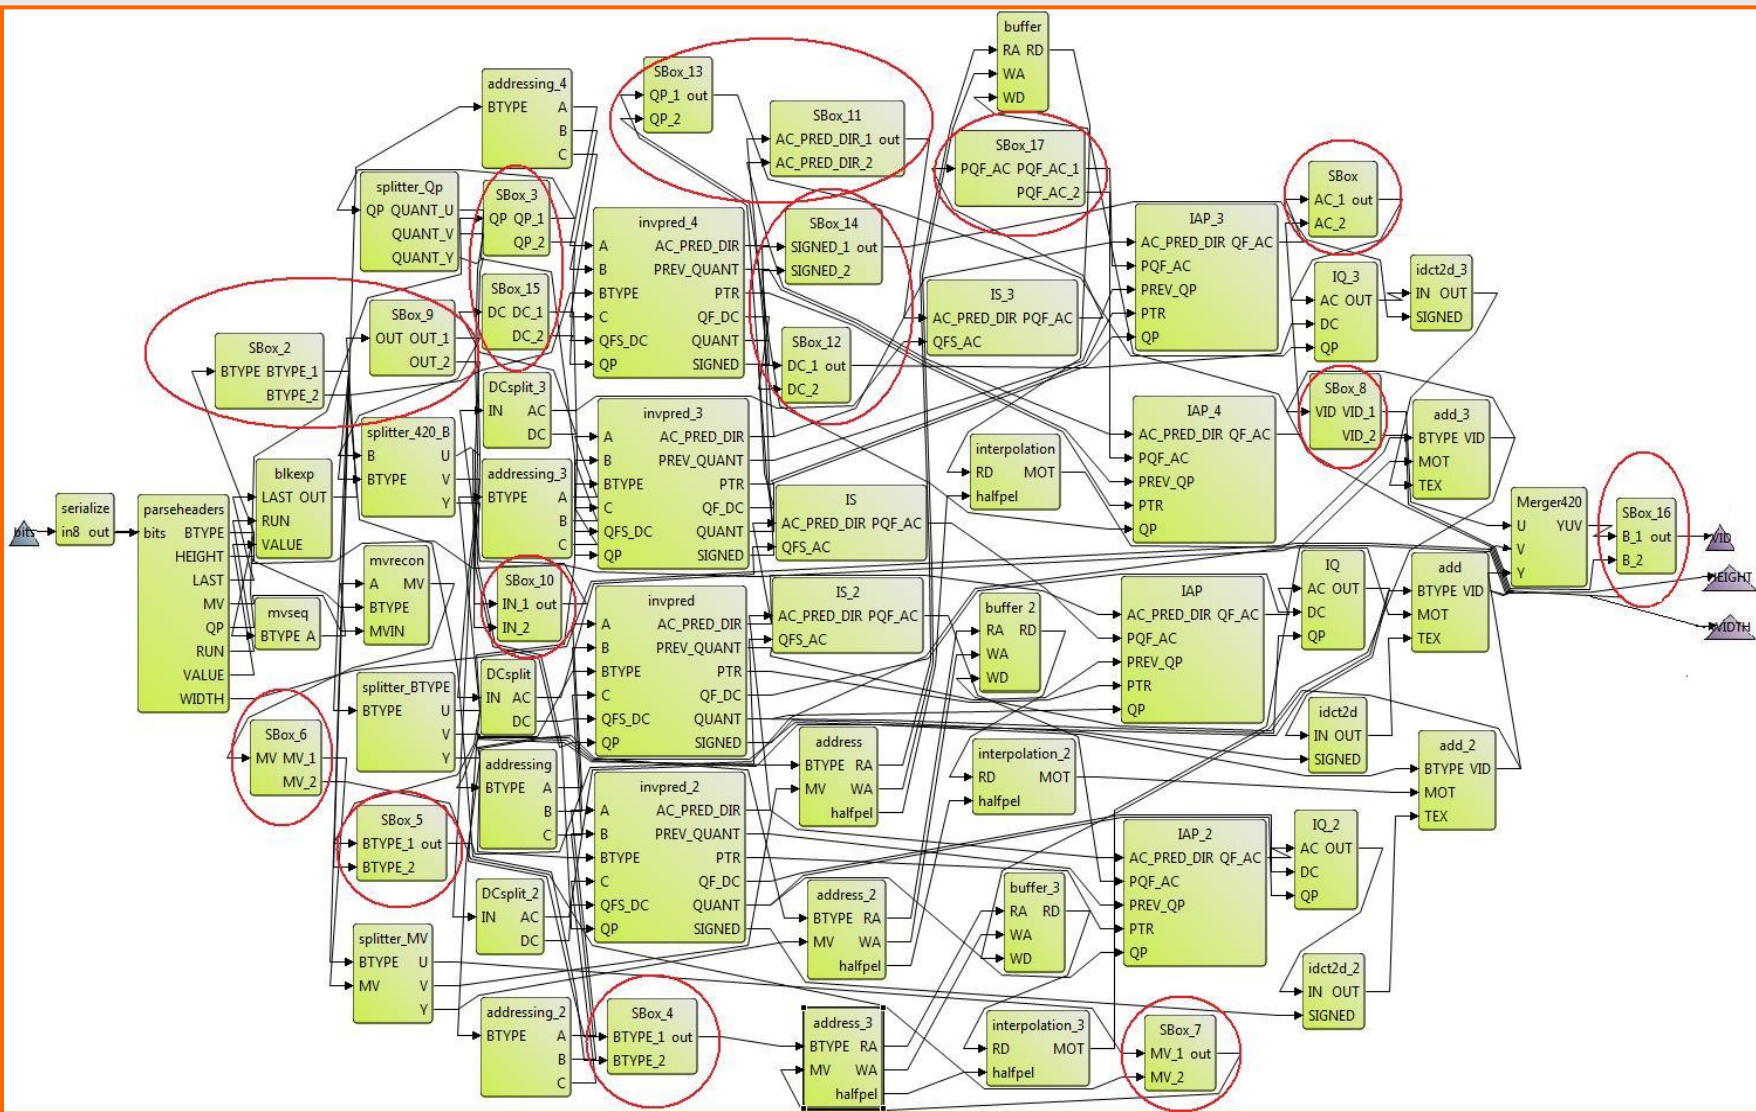 bits
serialize
in8 out
parseheaders
bits
BTYPE
HEIGHT
LAST
MV
QP
RUN
VALUE
WIDTH
SBox_2
BTYPE BTYPE_1
BTYPE_2
blkexp
LAST OUT
RUN
VALUE
mvseq
BTYPE A
SBox_6
MV MV_1
MV_2
splitter_Qp
QP QUANT_U
QUANT_V
QUANT_Y
SBox_9
OUT OUT_1
OUT_2
splitter_420_B
B U
BTYPE V
Y
mvrecon
A MV
BTYPE
MVIN
splitter_BTYPE
BTYPE U
V
Y
SBox_5
BTYPE_1 out
BTYPE_2
splitter_MV
BTYPE U
MV V
Y
addressing_4
BTYPE A
B
C
SBox_3
QP QP_1
QP_2
SBox_15
DC DC_1
DC_2
DCsplit_3
IN AC
DC
addressing_3
BTYPE A
B
C
SBox_10
IN_1 out
IN_2
DCsplit
IN AC
DC
addressing
BTYPE A
B
C
DCsplit_2
IN AC
DC
addressing_2
BTYPE A
B
C
SBox_13
QP_1 out
QP_2
invpred_4
A AC_PRED_DIR
B PREV_QUANT
BTYPE PTR
C QF_DC
QFS_DC QUANT
QP SIGNED
invpred_3
A AC_PRED_DIR
B PREV_QUANT
BTYPE PTR
C QF_DC
QFS_DC QUANT
QP SIGNED
invpred
A AC_PRED_DIR
B PREV_QUANT
BTYPE PTR
C QF_DC
QFS_DC QUANT
QP SIGNED
invpred_2
A AC_PRED_DIR
B PREV_QUANT
BTYPE PTR
C QF_DC
QFS_DC QUANT
QP SIGNED
SBox_4
BTYPE_1 out
BTYPE_2
SBox_11
AC_PRED_DIR_1 out
AC_PRED_DIR_2
SBox_14
SIGNED_1 out
SIGNED_2
SBox_12
DC_1 out
DC_2
IS
AC_PRED_DIR PQF_AC
QFS_AC
IS_2
AC_PRED_DIR PQF_AC
QFS_AC
address
BTYPE RA
MV WA
halfpel
address_2
BTYPE RA
MV WA
halfpel
address_3
BTYPE RA
MV WA
halfpel
buffer
RA RD
WA
WD
SBox_17
PQF_AC PQF_AC_1
PQF_AC_2
IS_3
AC_PRED_DIR PQF_AC
QFS_AC
interpolation
RD MOT
halfpel
buffer 2
RA RD
WA
WD
interpolation_2
RD MOT
halfpel
buffer_3
RA RD
WA
WD
interpolation_3
RD MOT
halfpel
IAP_3
AC_PRED_DIR QF_AC
PQF_AC
PREV_QP
PTR
QP
IAP_4
AC_PRED_DIR QF_AC
PQF_AC
PREV_QP
PTR
QP
IAP
AC_PRED_DIR QF_AC
PQF_AC
PREV_QP
PTR
QP
IAP_2
AC_PRED_DIR QF_AC
PQF_AC
PREV_QP
PTR
QP
SBox_7
MV_1 out
MV_2
SBox
AC_1 out
AC_2
IQ_3
AC OUT
DC
QP
SBox_8
VID VID_1
VID_2
IQ
AC OUT
DC
QP
idct2d
IN OUT
SIGNED
IQ_2
AC OUT
DC
QP
idct2d_2
IN OUT
SIGNED
idct2d_3
IN OUT
SIGNED
add_3
BTYPE VID
MOT
TEX
add
BTYPE VID
MOT
TEX
add_2
BTYPE VID
MOT
TEX
Merger420
U YUV
V
Y
SBox_16
B_1 out
B_2
VID
HEIGHT
WIDTH